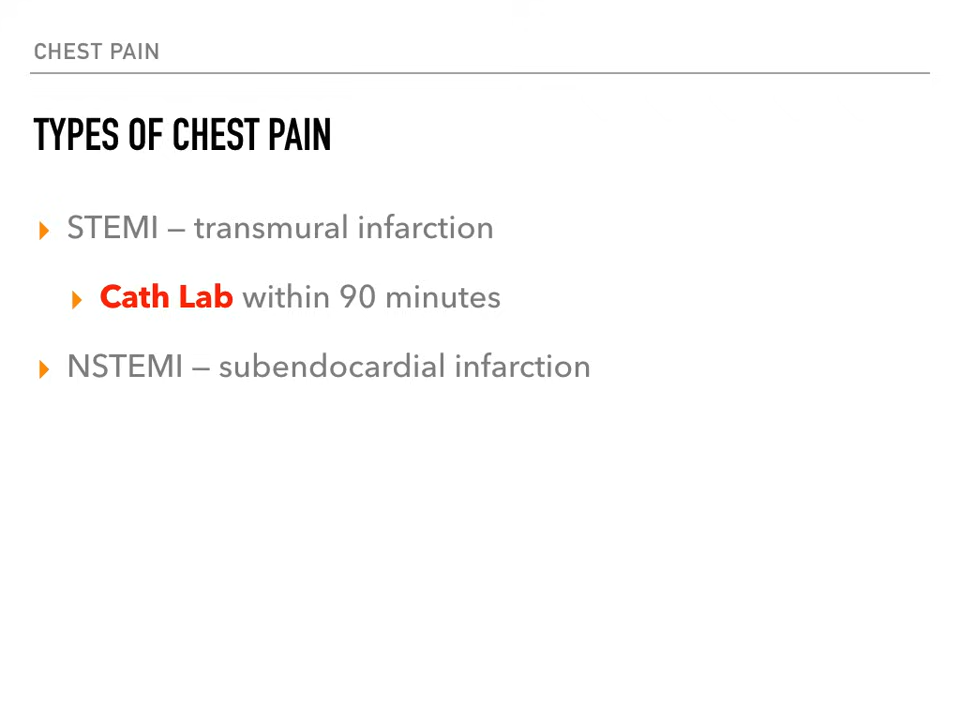 CHEST PAIN
TYPES OF CHEST PAIN
STEMI – transmural infarction
Cath Lab within 90 minutes
NSTEMI – subendocardial infarction